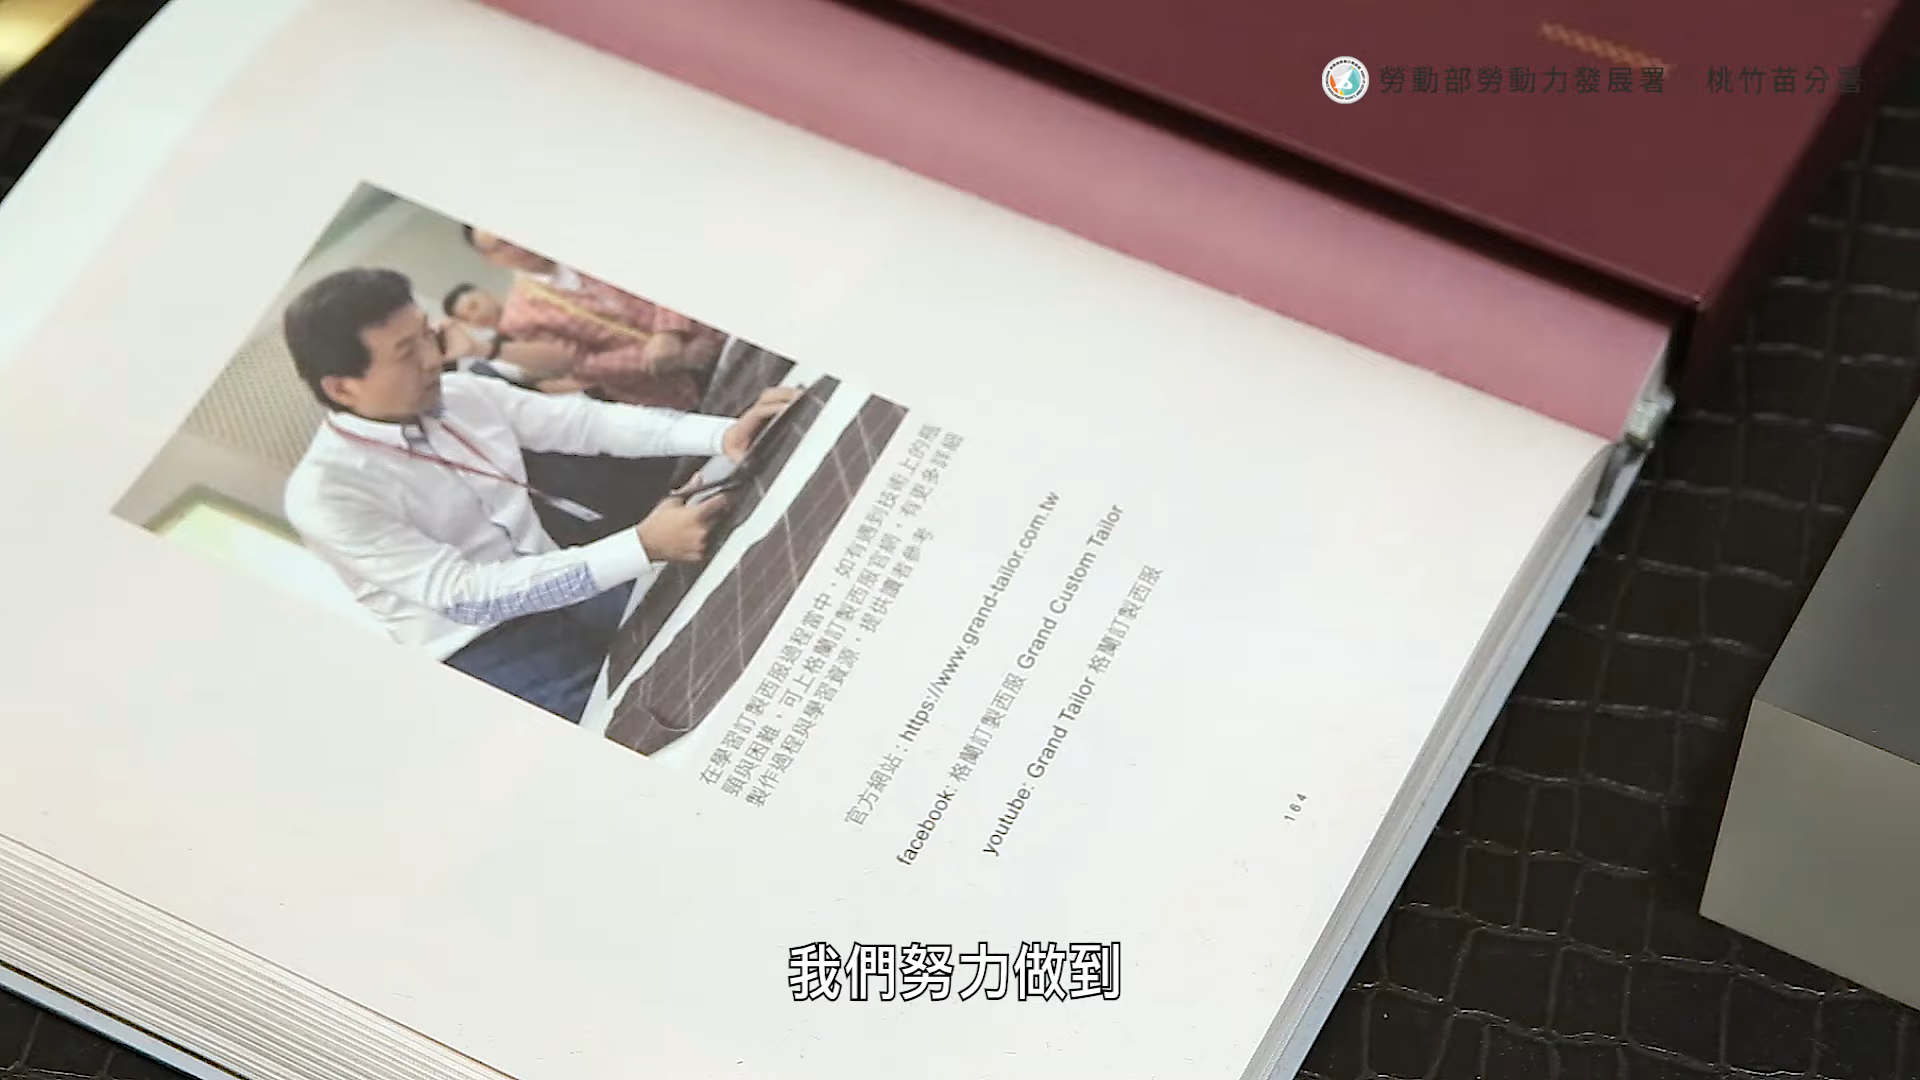 勞動部勞動力發展署 桃竹苗分署
在學習訂製西服過程當中，如有遇到技術上的瓶
頸與困難，可上格蘭訂製西服官網，有更多詳細
製作過程與學習資源，提供讀者參考
官方網站 : https://www.grand-tailor.com.tw
facebook: 格蘭訂製西服 Grand Custom Tailor
youtube: Grand Tailor 格蘭訂製西服
164
我們努力做到